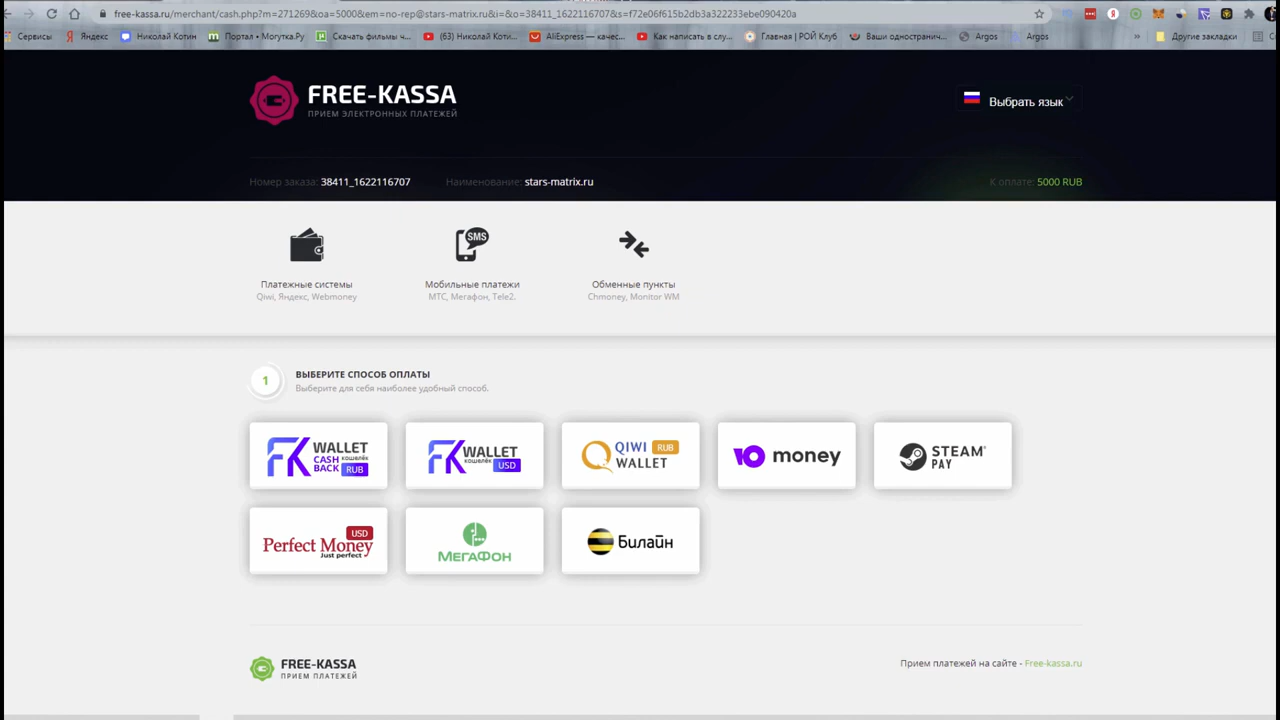 free-kassa.ru/merchant/cash.php?m=271269&oa=5000&em=no-rep@stars-matrix.ru&i=&o=38411_1622116707&s=f72e06f615b2db3a322233ebe090420a
Сервисы Яндекс Николай Котин Портал • Могутка.Ру Скачать фильмы ч... (63) Николай Коти... AliExpress — качес... Как написать в слу... Главная | РОЙ Клуб Ваши одностранич... Argos Argos » Другие закладки
FREE-KASSA
ПРИЕМ ЭЛЕКТРОННЫХ ПЛАТЕЖЕЙ
Выбрать язык
Номер заказа: 38411_1622116707 Наименование: stars-matrix.ru К оплате: 5000 RUB
SMS
Платежные системы Мобильные платежи Обменные пункты
Qiwi, Яндекс, Webmoney МТС, Мегафон, Tele2. Chmoney, Monitor WM
1 ВЫБЕРИТЕ СПОСОБ ОПЛАТЫ
Выберите для себя наиболее удобный способ.
FK WALLET CASH BACK кошелёк RUB
FK WALLET кошелёк USD
QIWI WALLET RUB
Ю money
STEAM PAY
Perfect Money USD Just perfect
МЕГАФОН
Билайн
FREE-KASSA
ПРИЕМ ПЛАТЕЖЕЙ
Прием платежей на сайте - Free-kassa.ru